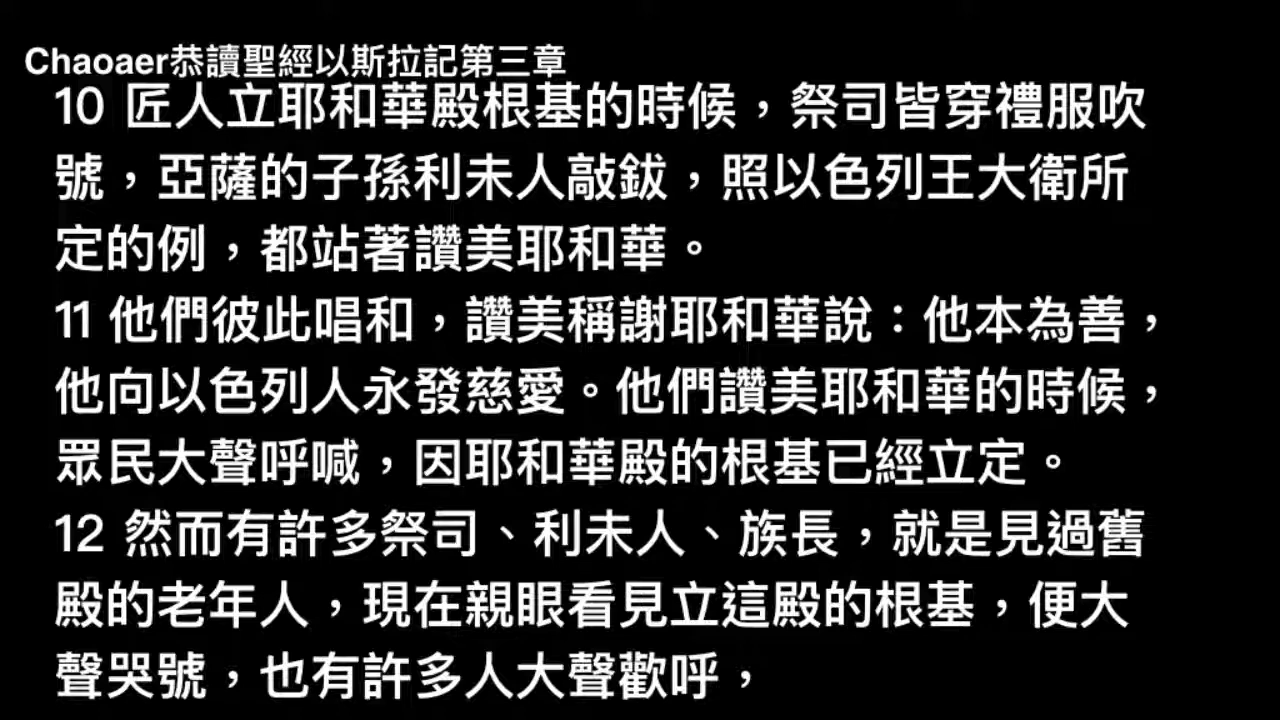 Chaoaer恭讀聖經以斯拉記第三章
10 匠人立耶和華殿根基的時候，祭司皆穿禮服吹
號，亞薩的子孫利未人敲鈸，照以色列王大衛所
定的例，都站著讚美耶和華。
11 他們彼此唱和，讚美稱謝耶和華說：他本為善，
他向以色列人永發慈愛。他們讚美耶和華的時候，
眾民大聲呼喊，因耶和華殿的根基已經立定。
12 然而有許多祭司、利未人、族長，就是見過舊
殿的老年人，現在親眼看見立這殿的根基，便大
聲哭號，也有許多人大聲歡呼，